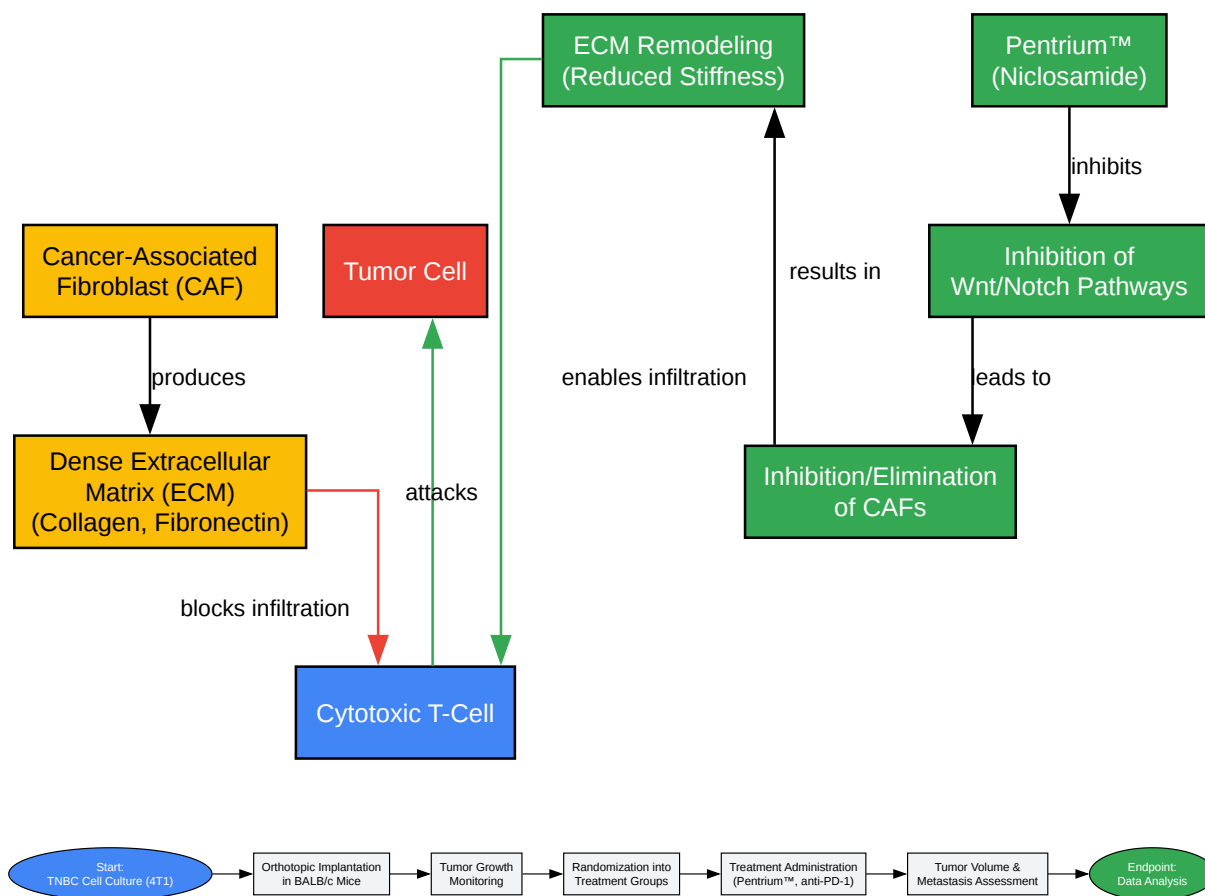 ECM Remodeling
(Reduced Stiffness)
Pentrium™
(Niclosamide)
inhibits
Cancer-Associated
Fibroblast (CAF)
Tumor Cell
results in
Inhibition of
Wnt/Notch Pathways
produces
enables infiltration
leads to
Dense Extracellular
Matrix (ECM)
(Collagen, Fibronectin)
attacks
Inhibition/Elimination
of CAFs
blocks infiltration
Cytotoxic T-Cell
Start:
TNBC Cell Culture (4T1)
Orthotopic Implantation
in BALB/c Mice
Tumor Growth
Monitoring
Randomization into
Treatment Groups
Treatment Administration
(Pentrium™, anti-PD-1)
Tumor Volume &
Metastasis Assessment
Endpoint:
Data Analysis